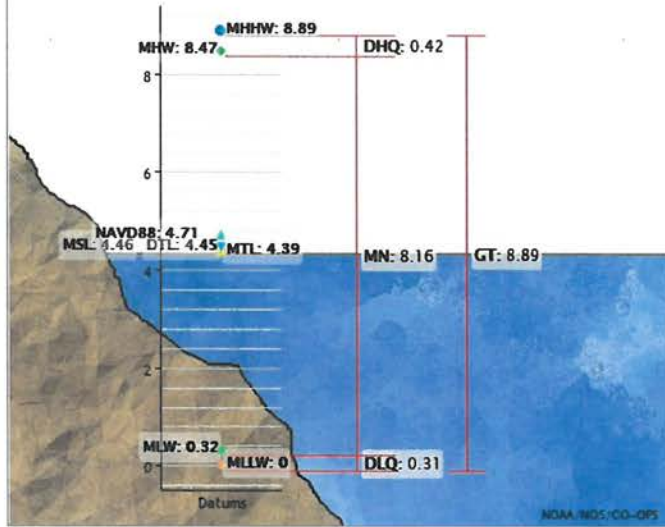 MHHW: 8.89
MHW: 8.47
DHQ: 0.42
8
6
NAVD88: 4.71
MSL: 4.46 DTL: 4.45
MTL: 4.39
MN: 8.16
GT: 8.89
4
2
MLW: 0.32
MLLW: 0
DLQ: 0.31
0
Datums
NOAA/NOS/CO-OPS